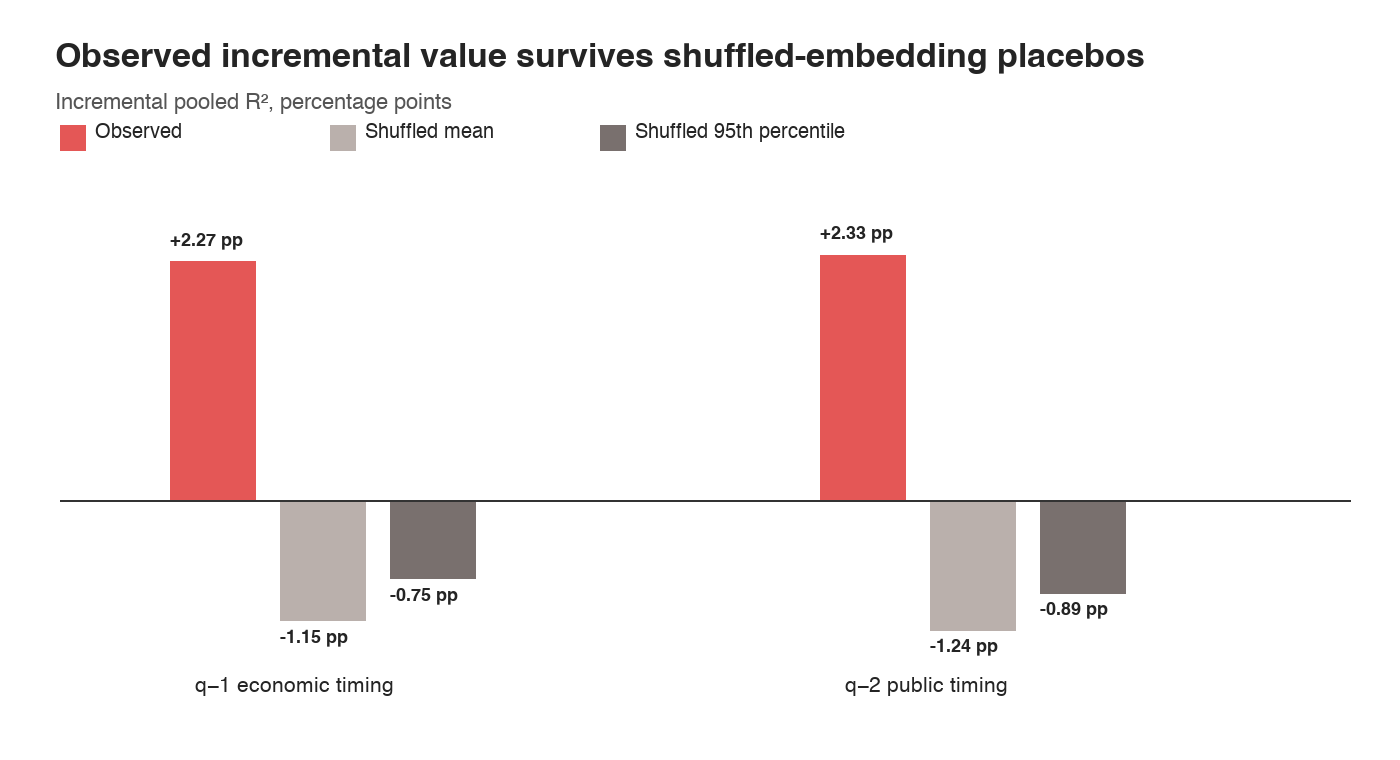 Observed incremental value survives shuffled-embedding placebos
Incremental pooled R², percentage points
Observed
Shuffled mean
Shuffled 95th percentile
+2.27 pp
+2.33 pp
-1.15 pp
-0.75 pp
-1.24 pp
-0.89 pp
q−1 economic timing
q−2 public timing